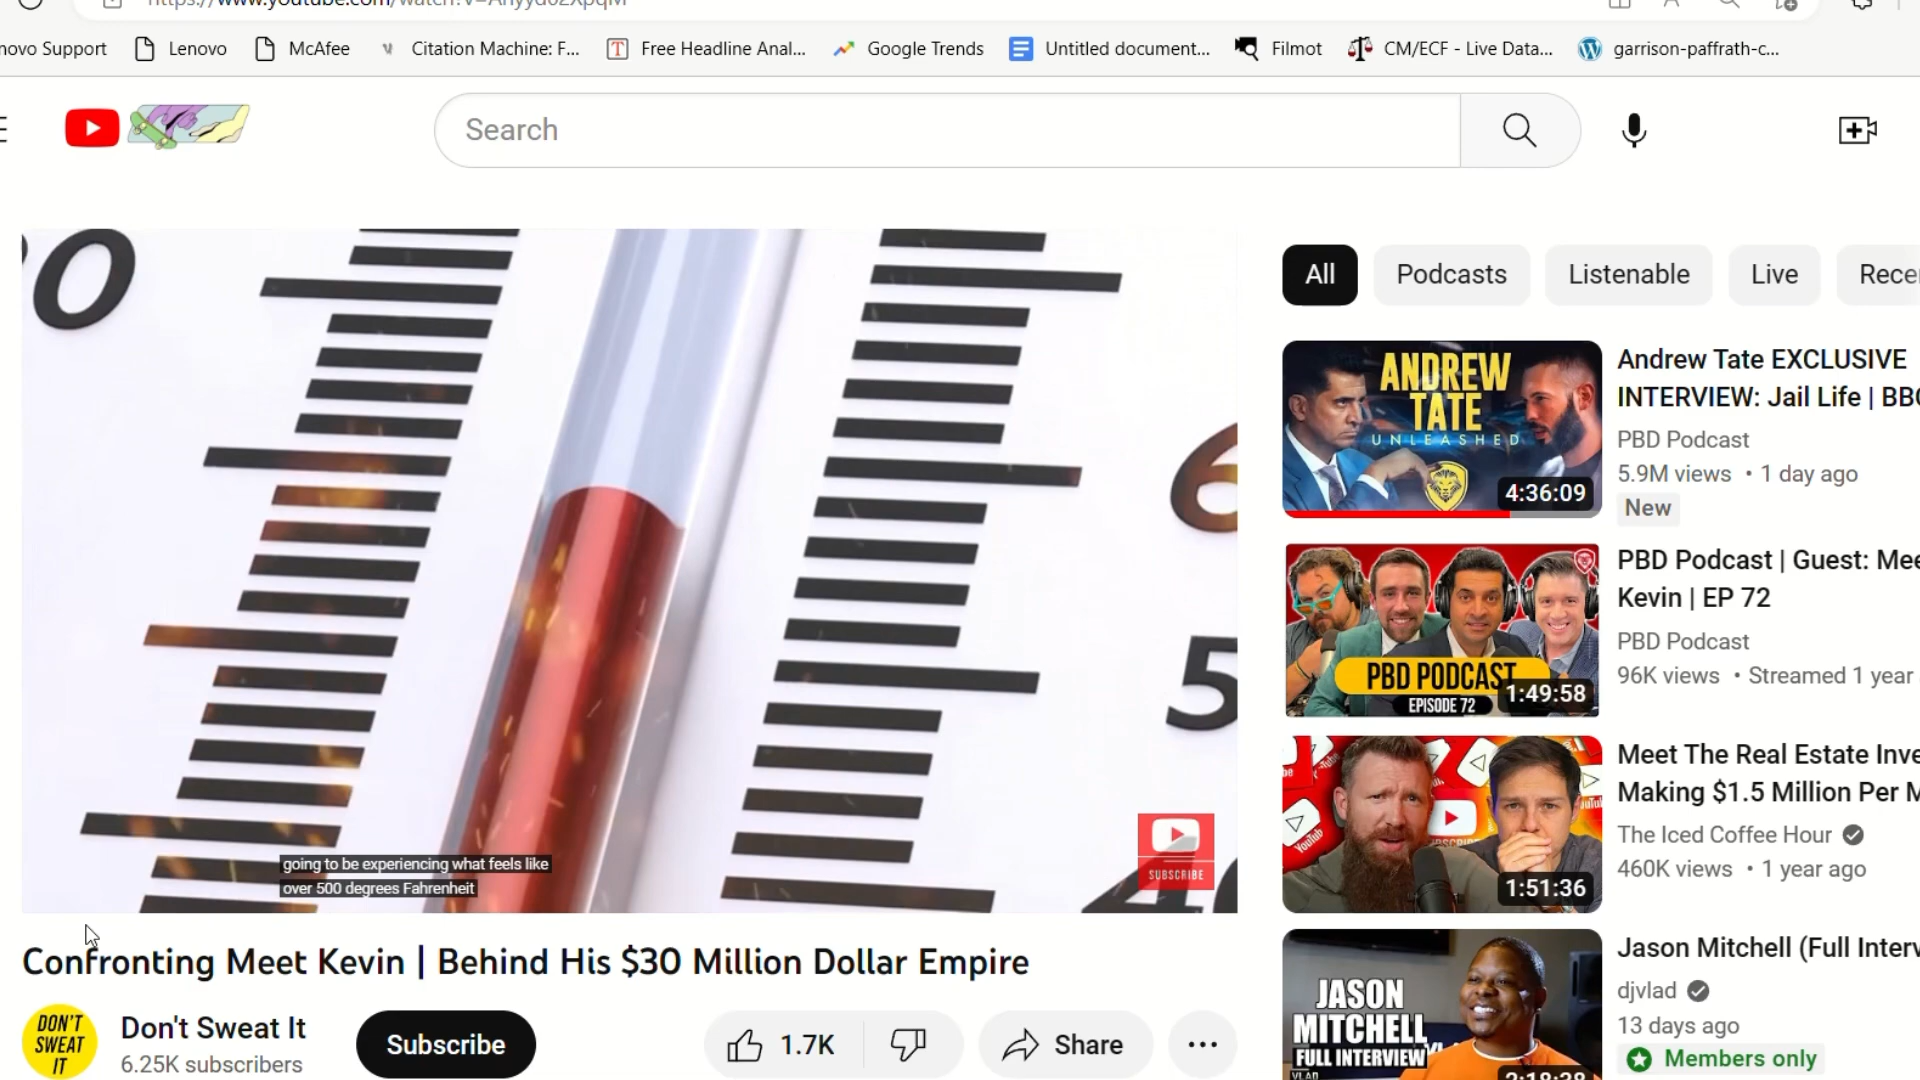 novo Support
Lenovo
McAfee
Citation Machine: F...
Free Headline Anal...
Google Trends
Untitled document...
Filmot
CM/ECF - Live Data...
garrison-paffrath-c...
Search
0
6
5
40
going to be experiencing what feels like
over 500 degrees Fahrenheit
SUBSCRIBE
Confronting Meet Kevin | Behind His $30 Million Dollar Empire
DON'T
SWEAT
IT
Don't Sweat It
6.25K subscribers
Subscribe
1.7K
Share
All
Podcasts
Listenable
Live
Rece
ANDREW
TATE
UNLEASHED
4:36:09
Andrew Tate EXCLUSIVE
INTERVIEW: Jail Life | BBC
PBD Podcast
5.9M views • 1 day ago
New
PBD PODCAST
EPISODE 72
1:49:58
PBD Podcast | Guest: Mee
Kevin | EP 72
PBD Podcast
96K views • Streamed 1 year
YouTube
1:51:36
Meet The Real Estate Inve
Making $1.5 Million Per M
The Iced Coffee Hour
460K views • 1 year ago
JASON
MITCHELL
FULL INTERVIEW
VLAD
2:18:38
Jason Mitchell (Full Interv
djvlad
13 days ago
Members only